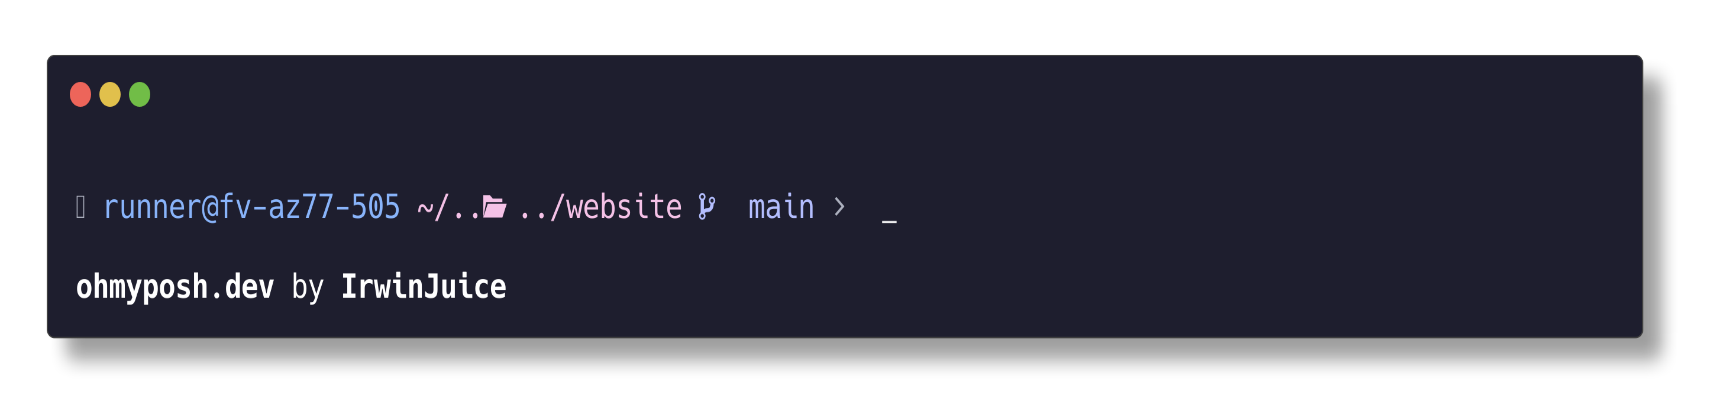 runner@fv-az77-505 ~/.. ../website main > _
ohmyposh.dev by IrwinJuice